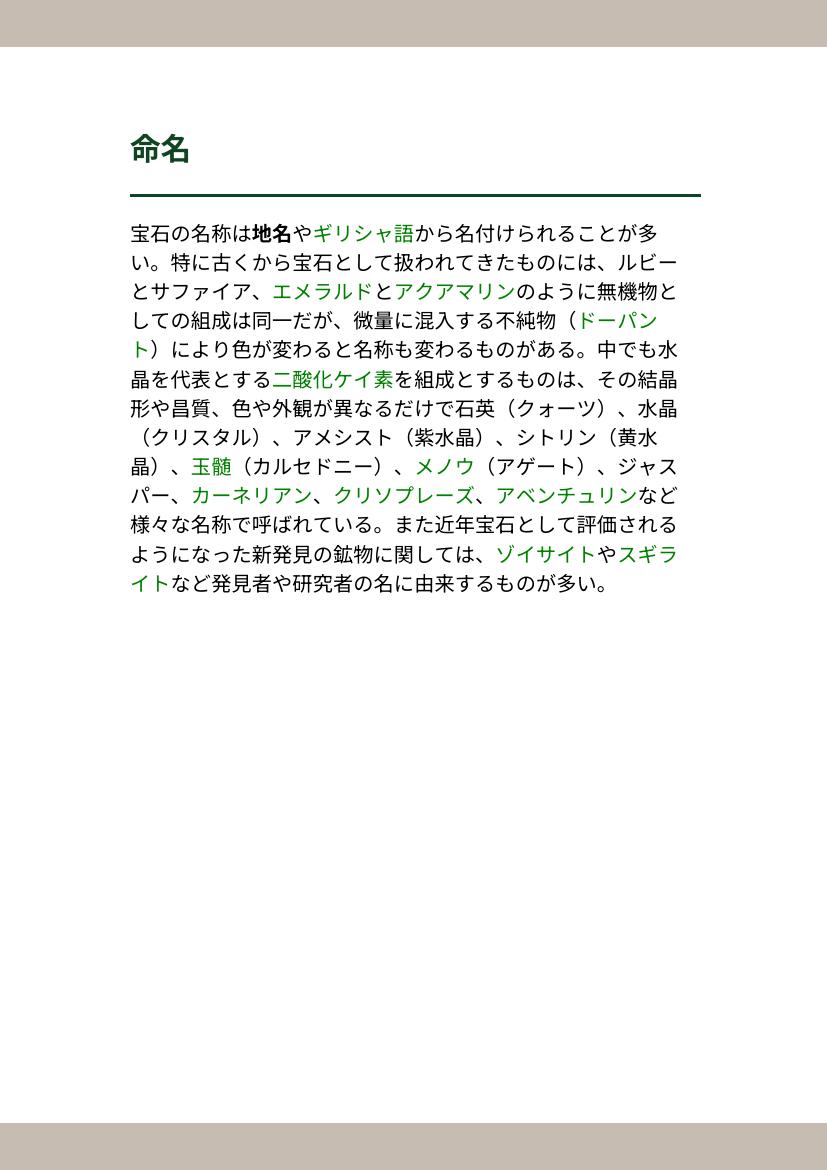 命名
宝石の名称は地名やギリシャ語から名付けられることが多
い。特に古くから宝石として扱われてきたものには、ルビー
とサファイア、エメラルドとアクアマリンのように無機物と
しての組成は同一だが、微量に混入する不純物（ドーパン
ト）により色が変わると名称も変わるものがある。中でも水
晶を代表とする二酸化ケイ素を組成とするものは、その結晶
形や昌質、色や外観が異なるだけで石英（クォーツ）、水晶
（クリスタル）、アメシスト（紫水晶）、シトリン（黄水
晶）、玉髄（カルセドニー）、メノウ（アゲート）、ジャス
パー、カーネリアン、クリソプレーズ、アベンチュリンなど
様々な名称で呼ばれている。また近年宝石として評価される
ようになった新発見の鉱物に関しては、ゾイサイトやスギラ
イトなど発見者や研究者の名に由来するものが多い。